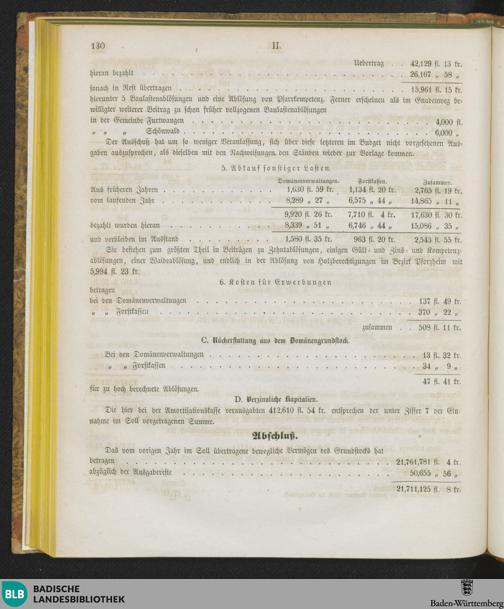 130 II.
Uebertrag . . 42,129 fl. 13 kr.
hieran bezahlt . . . 26,167 „ 58 „
sonach in Rest übertragen . . . 15,961 fl. 15 kr.
hierunter 5 Baulastenablösungen und eine Ablösung von Pfarrkompetenz. Ferner erscheinen als im Gnadenweg be-
willigter weiterer Beitrag zu schon früher vollzogenen Baulastenablösungen
in der Gemeinde Furtwangen . . . 4,000 fl.
„ „ „ Schönwald . . . 6,000 „
Der Ausschuß hat um so weniger Veranlassung, sich über diese letzteren im Budget nicht vorgesehenen Aus-
gaben auszusprechen, als dieselben mit den Nachweisungen den Ständen wieder zur Vorlage kommen.
5. Abkauf sonstiger Lasten.
Domänenverwaltungen. Forstkassen. Zusammen.
Aus früheren Jahren . . . 1,630 fl. 59 kr. 1,134 fl. 20 kr. 2,765 fl. 19 kr.
vom laufenden Jahr . . . 8,289 „ 27 „ 6,575 „ 44 „ 14,865 „ 11 „
9,920 fl. 26 kr. 7,710 fl. 4 kr. 17,630 fl. 30 kr.
bezahlt wurden hieran . . . 8,339 „ 51 „ 6,746 „ 44 „ 15,086 „ 35 „
und verbleiben im Ausstand . . . 1,580 fl. 35 kr. 963 fl. 20 kr. 2,543 fl. 55 kr.
Sie bestehen zum größten Theil in Beiträgen zu Zehntablösungen, einigen Gült- und Zins- und Kompetenz-
ablösungen, einer Waideablösung, und endlich in der Ablösung von Holzberechtigungen im Bezirk Pforzheim mit
5,994 fl. 23 kr.
6. Kosten für Erwerbungen
betragen
bei den Domänenverwaltungen . . . 137 fl. 49 kr.
„ „ Forstkassen . . . 370 „ 22 „
zusammen . . 508 fl. 11 kr.
C. Rückerstattung aus dem Domänengrundstock.
Bei den Domänenverwaltungen . . . 13 fl. 32 kr.
„ „ Forstkassen . . . 34 „ 9 „
47 fl. 41 kr.
für zu hoch berechnete Ablösungen.
D. Verzinsliche Kapitalien.
Die hier bei der Amortisationskasse verausgabten 412,610 fl. 54 kr. entsprechen der unter Ziffer 7 der Ein-
nahme im Soll vorgetragenen Summe.
Abschluß.
Das vom vorigen Jahr im Soll übertragene bewegliche Vermögen des Grundstocks hat
betragen . . . 21,761,781 fl. 4 kr.
abzüglich der Ausgabereste . . . 50,655 „ 56 „
21,711,125 fl. 8 kr.
BLB BADISCHE
LANDESBIBLIOTHEK
Baden-Württemberg